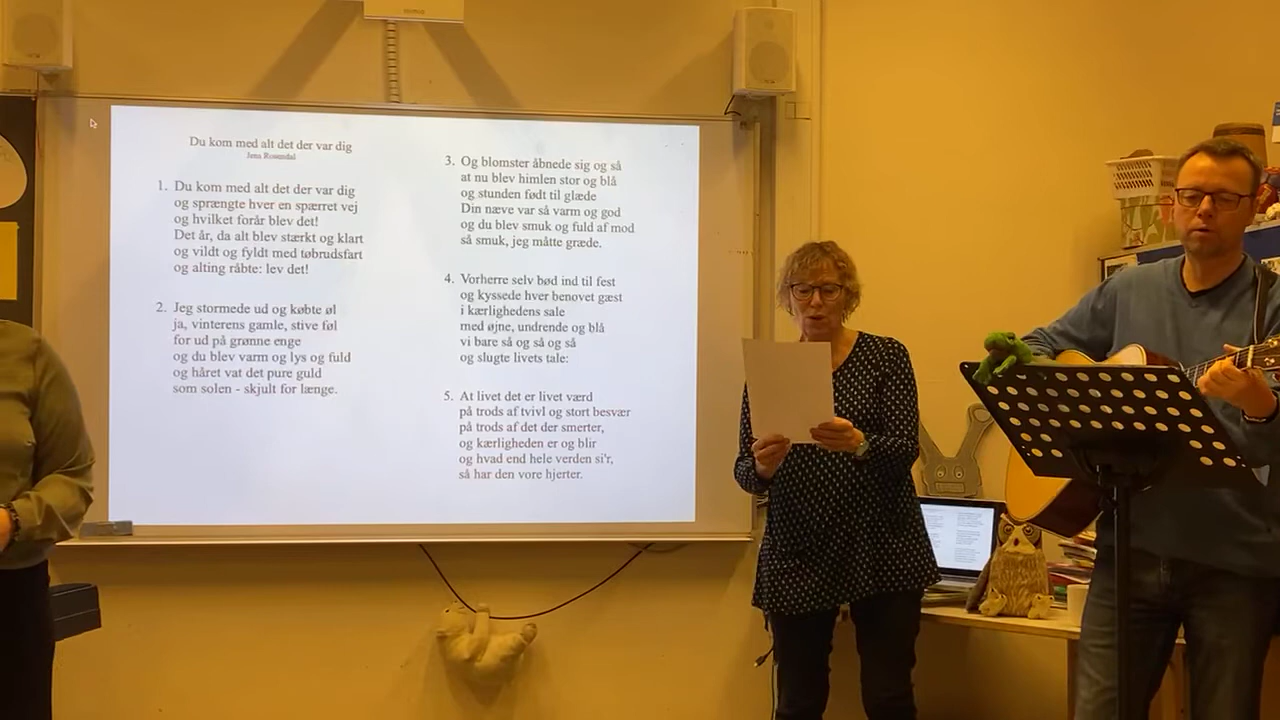 Du kom med alt det der var dig
Jens Rosendal
1. Du kom med alt det der var dig
og sprængte hver en spærret vej
og hvilket forår blev det!
Det år, da alt blev stærkt og klart
og vildt og fyldt med tøbrudsfart
og alting råbte: lev det!
2. Jeg stormede ud og købte øl
ja, vinterens gamle, stive føl
for ud på grønne enge
og du blev varm og lys og fuld
og håret vat det pure guld
som solen - skjult for længe.
3. Og blomster åbnede sig og så
at nu blev himlen stor og blå
og stunden født til glæde
Din næve var så varm og god
og du blev smuk og fuld af mod
så smuk, jeg måtte græde.
4. Vorherre selv bød ind til fest
og kyssede hver benovet gæst
i kærlighedens sale
med øjne, undrende og blå
vi bare så og så og så
og slugte livets tale:
5. At livet det er livet værd
på trods af tvivl og stort besvær
på trods af det der smerter,
og kærligheden er og blir
og hvad end hele verden si'r,
så har den vore hjerter.